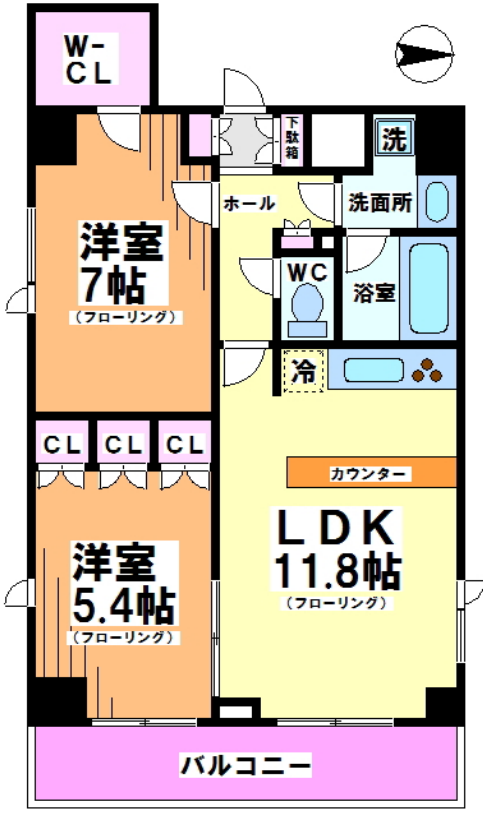 W-
CL
下駄箱
洗
ホール
洗面所
洋室
7帖
(フローリング)
WC
浴室
冷
CL
CL
CL
カウンター
LDK
11.8帖
(フローリング)
洋室
5.4帖
(フローリング)
バルコニー